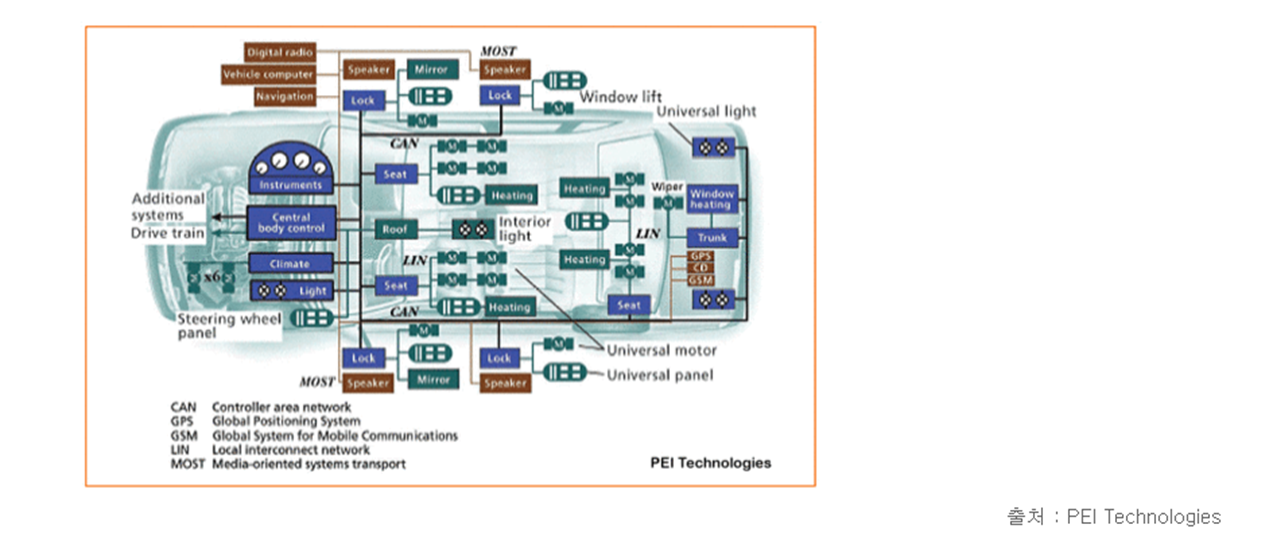 Digital radio
MOST
Speaker
Mirror
Speaker
Vehicle computer
Navigation
Lock
Lock
Window lift
M
M
Universal light
CAN
M M
M M
Seat
Instruments
Heating
Heating
M
M
Wiper
M
Window
heating
Additional
systems
Drive train
Central
body control
Roof
Interior
light
LIN
Trunk
M
M
Heating
GPS
CD
GSM
Climate
x6
LIN
M M
M M
Seat
Light
CAN
Heating
Seat
Steering wheel
panel
M
Lock
Lock
M
Universal motor
MOST
Speaker
Mirror
Speaker
Universal panel
CAN Controller area network
GPS Global Positioning System
GSM Global System for Mobile Communications
LIN Local interconnect network
MOST Media-oriented systems transport
PEI Technologies
출처 : PEI Technologies